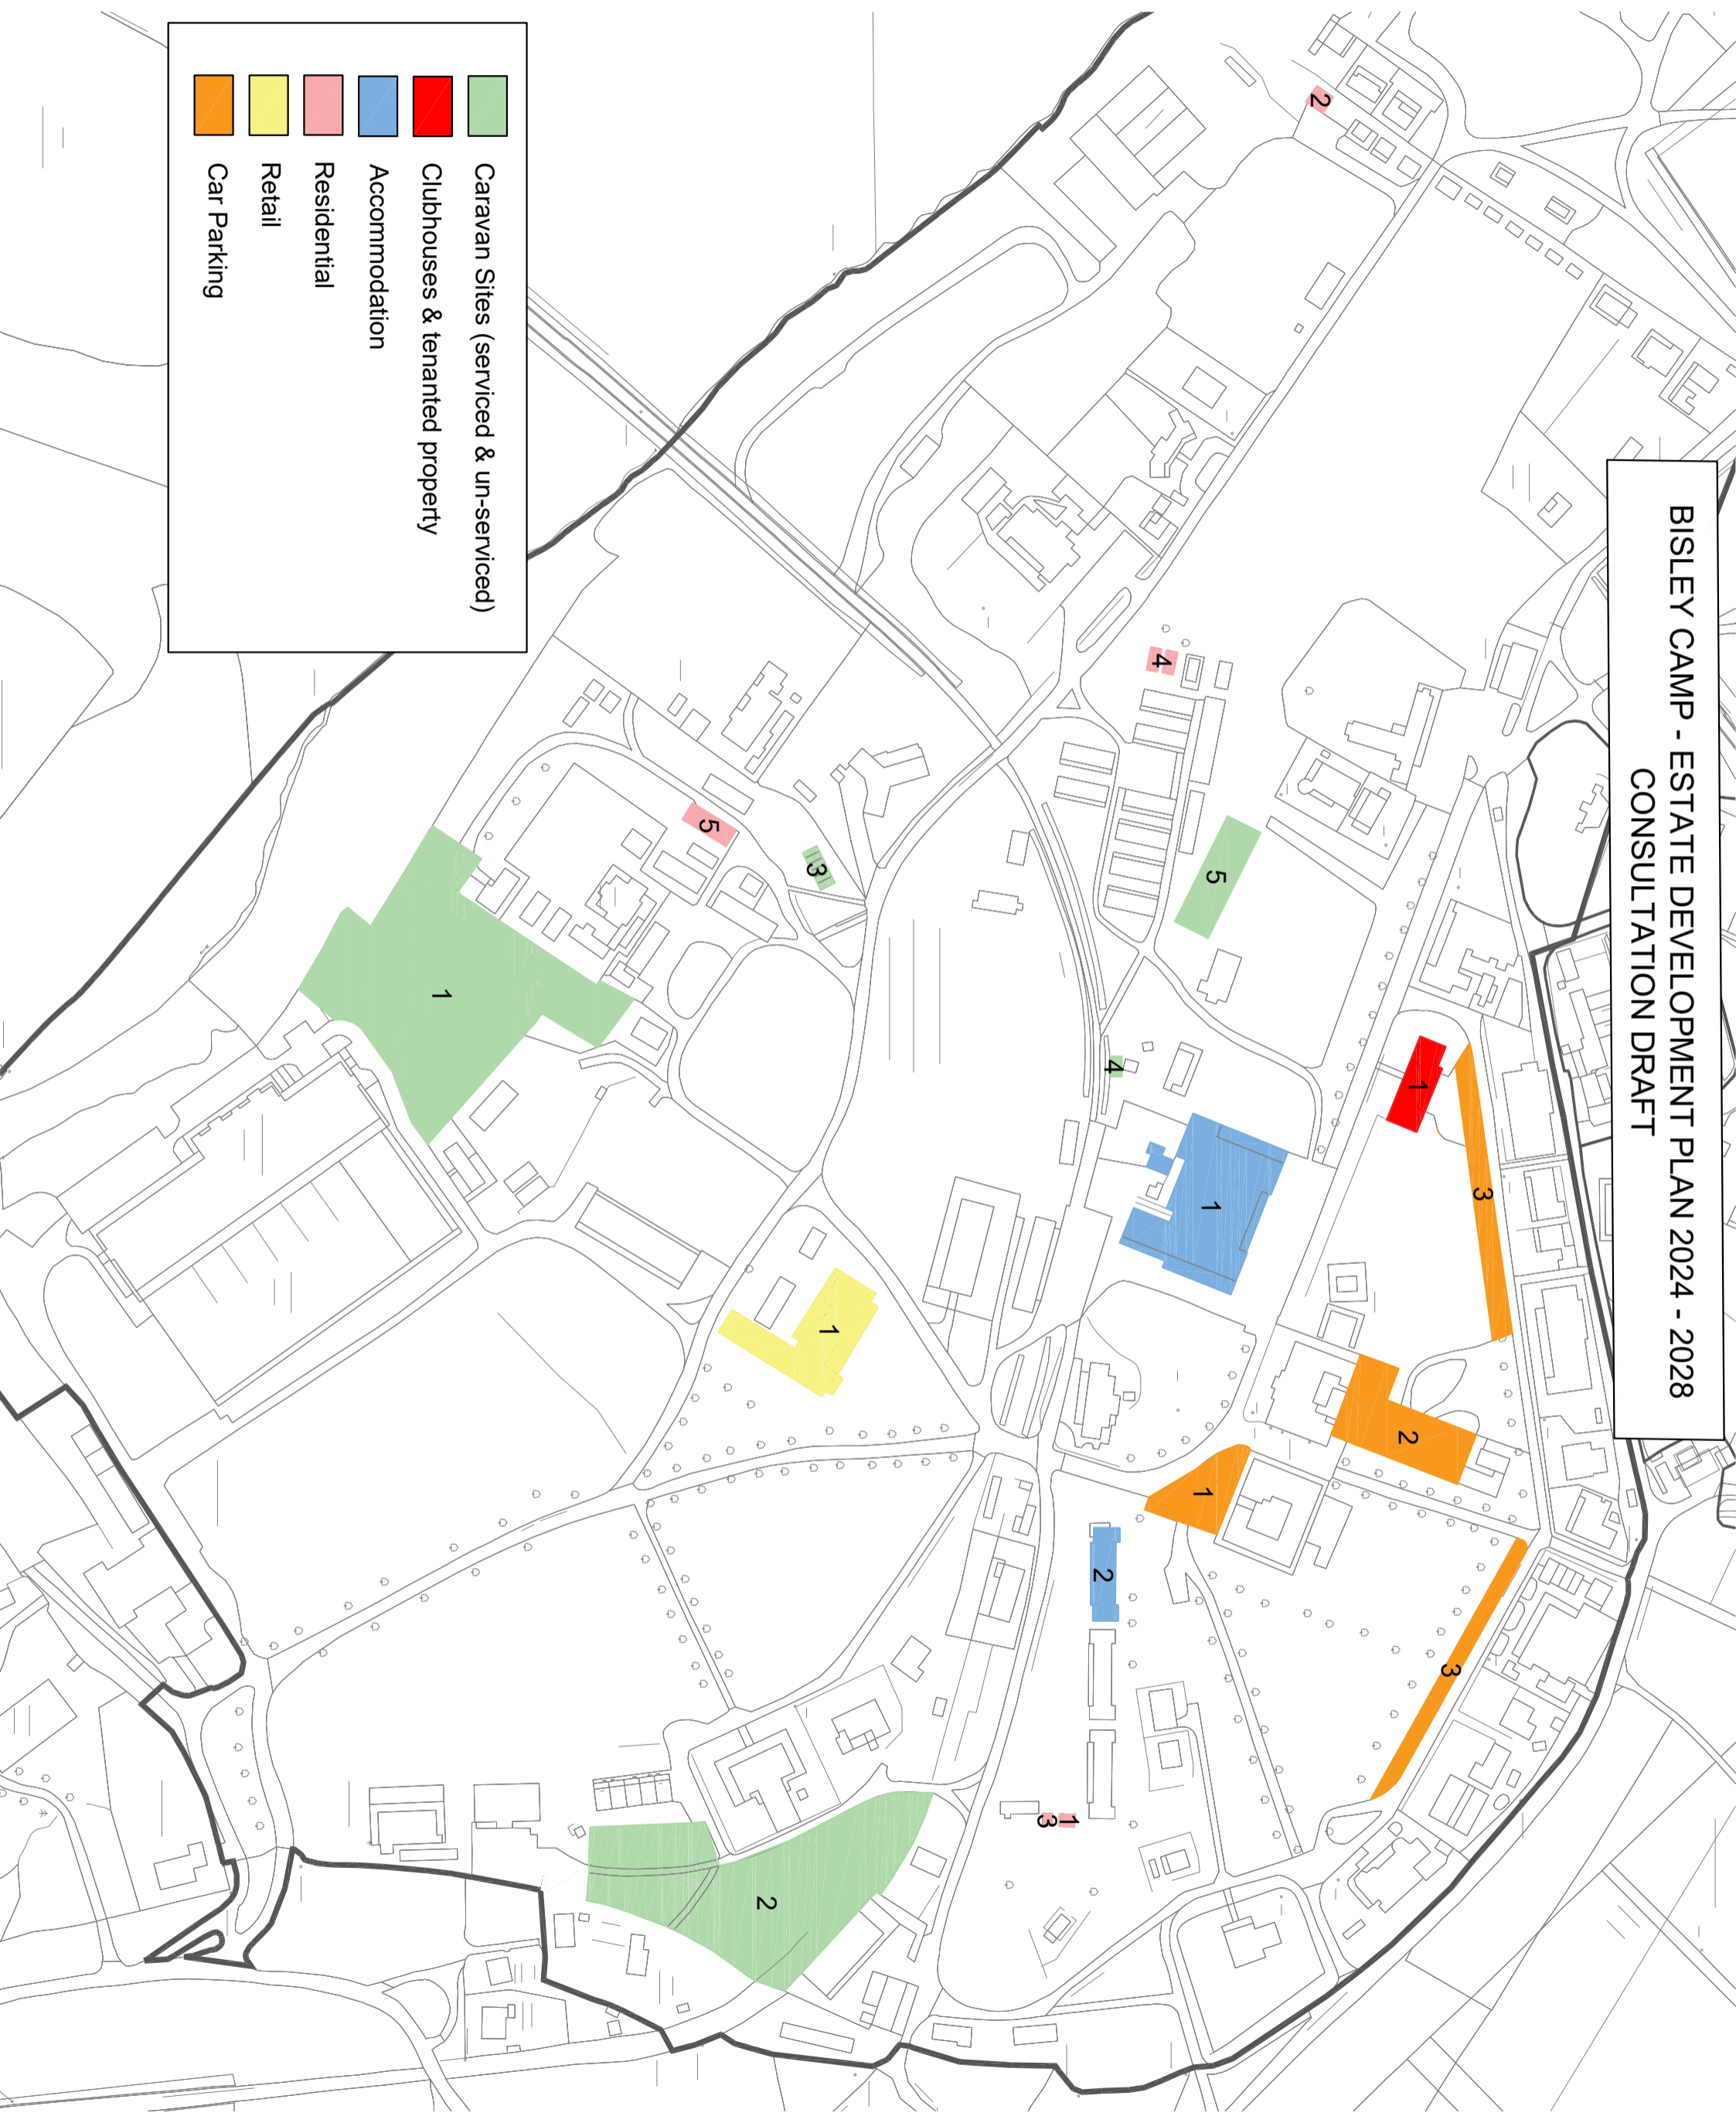 BISLEY CAMP - ESTATE DEVELOPMENT PLAN 2024 - 2028
CONSULTATION DRAFT
2
3
1
3
2
1
5
4
1
2
4
3
1
3
5
1
1
2
Caravan Sites (serviced & un-serviced)
Clubhouses & tenanted property
Accommodation
Residential
Retail
Car Parking